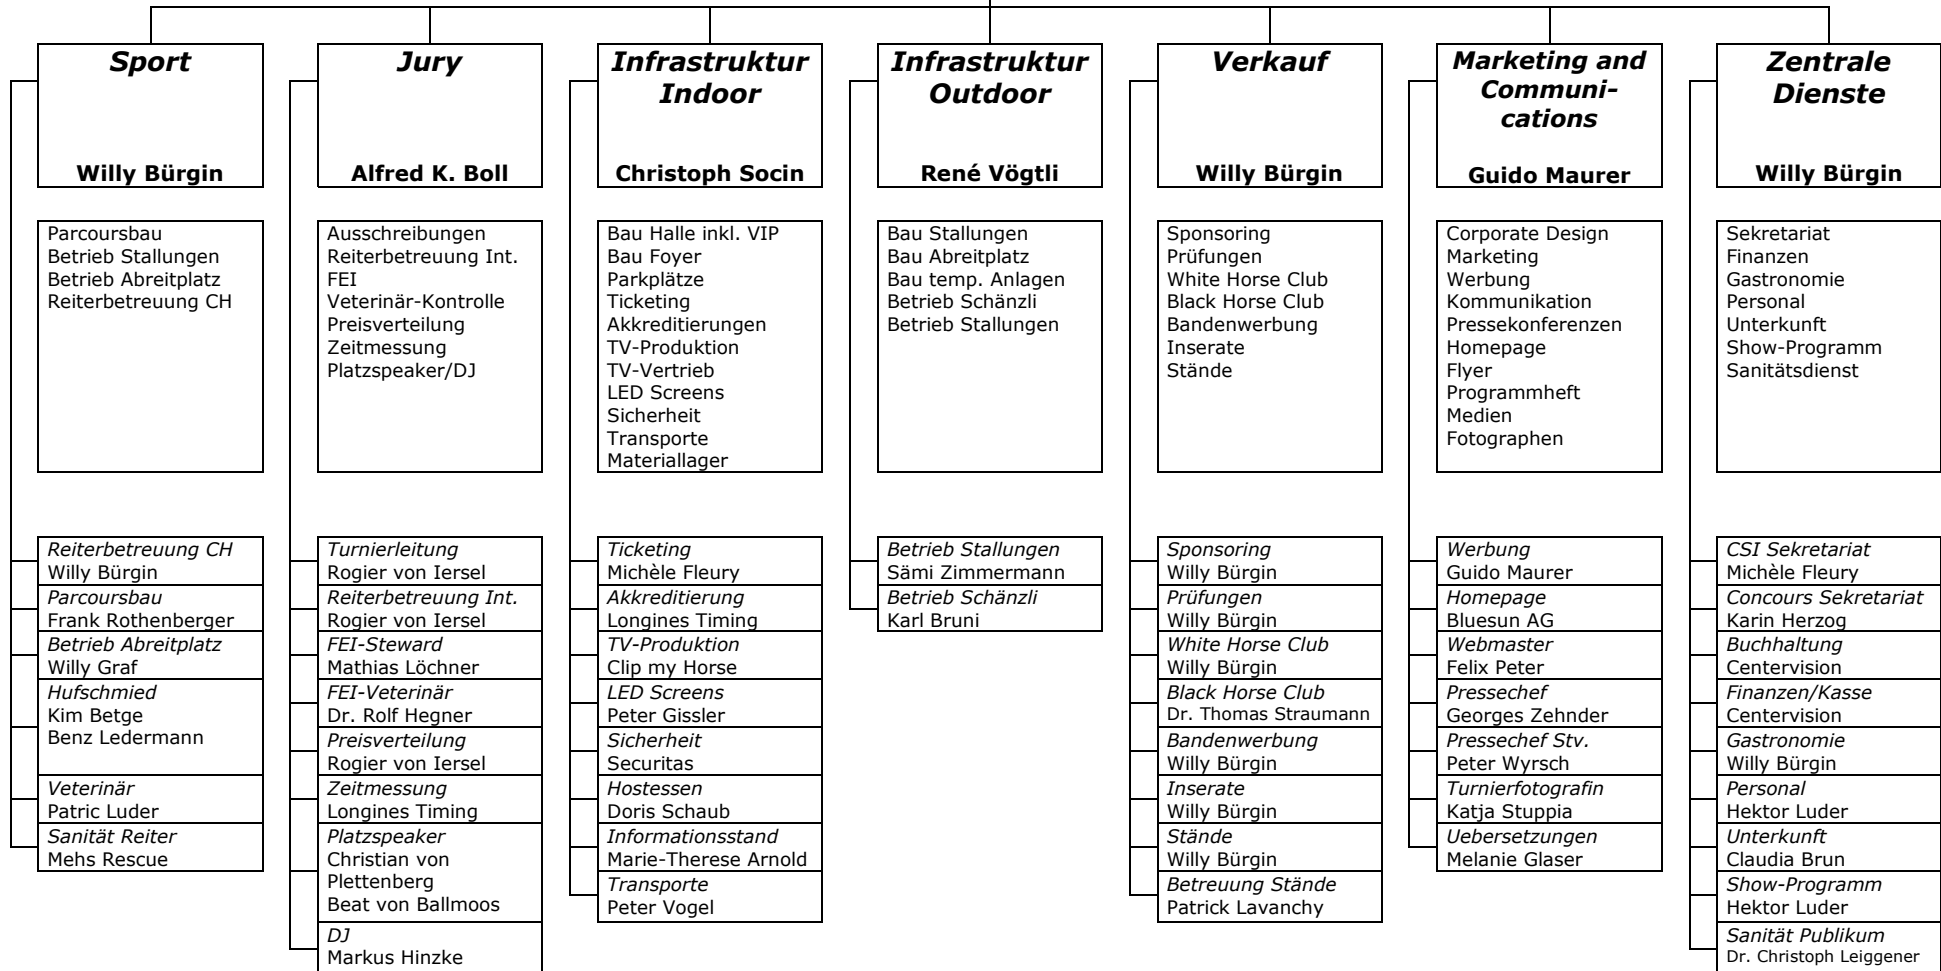 Sport
Willy Bürgin
Parcoursbau
Betrieb Stallungen
Betrieb Abreitplatz
Reiterbetreuung CH
Reiterbetreuung CH
Willy Bürgin
Parcoursbau
Frank Rothenberger
Betrieb Abreitplatz
Willy Graf
Hufschmied
Kim Betge
Benz Ledermann
Veterinär
Patric Luder
Sanität Reiter
Mehs Rescue
Jury
Alfred K. Boll
Ausschreibungen
Reiterbetreuung Int.
FEI
Veterinär-Kontrolle
Preisverteilung
Zeitmessung
Platzspeaker/DJ
Turnierleitung
Rogier von Iersel
Reiterbetreuung Int.
Rogier von Iersel
FEI-Steward
Mathias Löchner
FEI-Veterinär
Dr. Rolf Hegner
Preisverteilung
Rogier von Iersel
Zeitmessung
Longines Timing
Platzspeaker
Christian von
Plettenberg
Beat von Ballmoos
DJ
Markus Hinzke
Infrastruktur
Indoor
Christoph Socin
Bau Halle inkl. VIP
Bau Foyer
Parkplätze
Ticketing
Akkreditierungen
TV-Produktion
TV-Vertrieb
LED Screens
Sicherheit
Transporte
Materiallager
Ticketing
Michèle Fleury
Akkreditierung
Longines Timing
TV-Produktion
Clip my Horse
LED Screens
Peter Gissler
Sicherheit
Securitas
Hostessen
Doris Schaub
Informationsstand
Marie-Therese Arnold
Transporte
Peter Vogel
Infrastruktur
Outdoor
René Vögtli
Bau Stallungen
Bau Abreitplatz
Bau temp. Anlagen
Betrieb Schänzli
Betrieb Stallungen
Betrieb Stallungen
Sämi Zimmermann
Betrieb Schänzli
Karl Bruni
Verkauf
Willy Bürgin
Sponsoring
Prüfungen
White Horse Club
Black Horse Club
Bandenwerbung
Inserate
Stände
Sponsoring
Willy Bürgin
Prüfungen
Willy Bürgin
White Horse Club
Willy Bürgin
Black Horse Club
Dr. Thomas Straumann
Bandenwerbung
Willy Bürgin
Inserate
Willy Bürgin
Stände
Willy Bürgin
Betreuung Stände
Patrick Lavanchy
Marketing and
Communi-
cations
Guido Maurer
Corporate Design
Marketing
Werbung
Kommunikation
Pressekonferenzen
Homepage
Flyer
Programmheft
Medien
Fotographen
Werbung
Guido Maurer
Homepage
Bluesun AG
Webmaster
Felix Peter
Pressechef
Georges Zehnder
Pressechef Stv.
Peter Wyrsch
Turnierfotografin
Katja Stuppia
Uebersetzungen
Melanie Glaser
Zentrale
Dienste
Willy Bürgin
Sekretariat
Finanzen
Gastronomie
Personal
Unterkunft
Show-Programm
Sanitätsdienst
CSI Sekretariat
Michèle Fleury
Concours Sekretariat
Karin Herzog
Buchhaltung
Centervision
Finanzen/Kasse
Centervision
Gastronomie
Willy Bürgin
Personal
Hektor Luder
Unterkunft
Claudia Brun
Show-Programm
Hektor Luder
Sanität Publikum
Dr. Christoph Leiggener